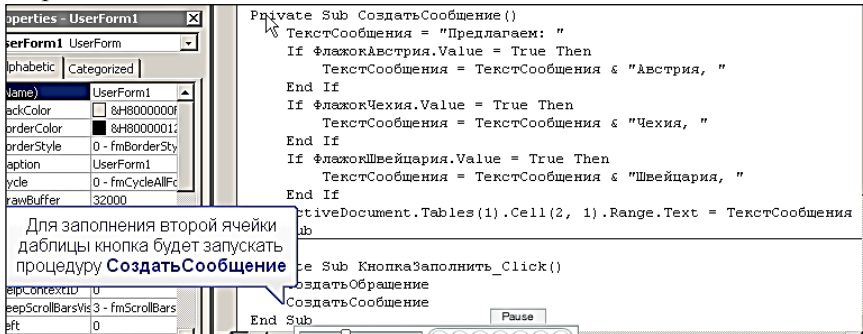 operties - UserForm1
serForm1 UserForm
lphabetic Categorized
Name) UserForm1
ackColor &H8000000F
orderColor &H80000012
orderStyle 0 - fmBorderSty
aption UserForm1
ycle 0 - fmCycleAllFo
rawBuffer 32000
Для заполнения второй ячейки
даблицы кнопка будет запускать
процедуру СоздатьСообщение
elpContextID 0
eepScrollBarsVis 3 - fmScrollBars
eft 0
Private Sub СоздатьСообщение()
ТекстСообщения = "Предлагаем: "
If ФлажокАвстрия.Value = True Then
ТекстСообщения = ТекстСообщения & "Австрия, "
End If
If ФлажокЧехия.Value = True Then
ТекстСообщения = ТекстСообщения & "Чехия, "
End If
If ФлажокШвейцария.Value = True Then
ТекстСообщения = ТекстСообщения & "Швейцария, "
End If
ctiveDocument.Tables(1).Cell(2, 1).Range.Text = ТекстСообщения
ub
te Sub КнопкаЗаполнить_Click()
СоздатьОбращение
СоздатьСообщение
End Sub
Pause